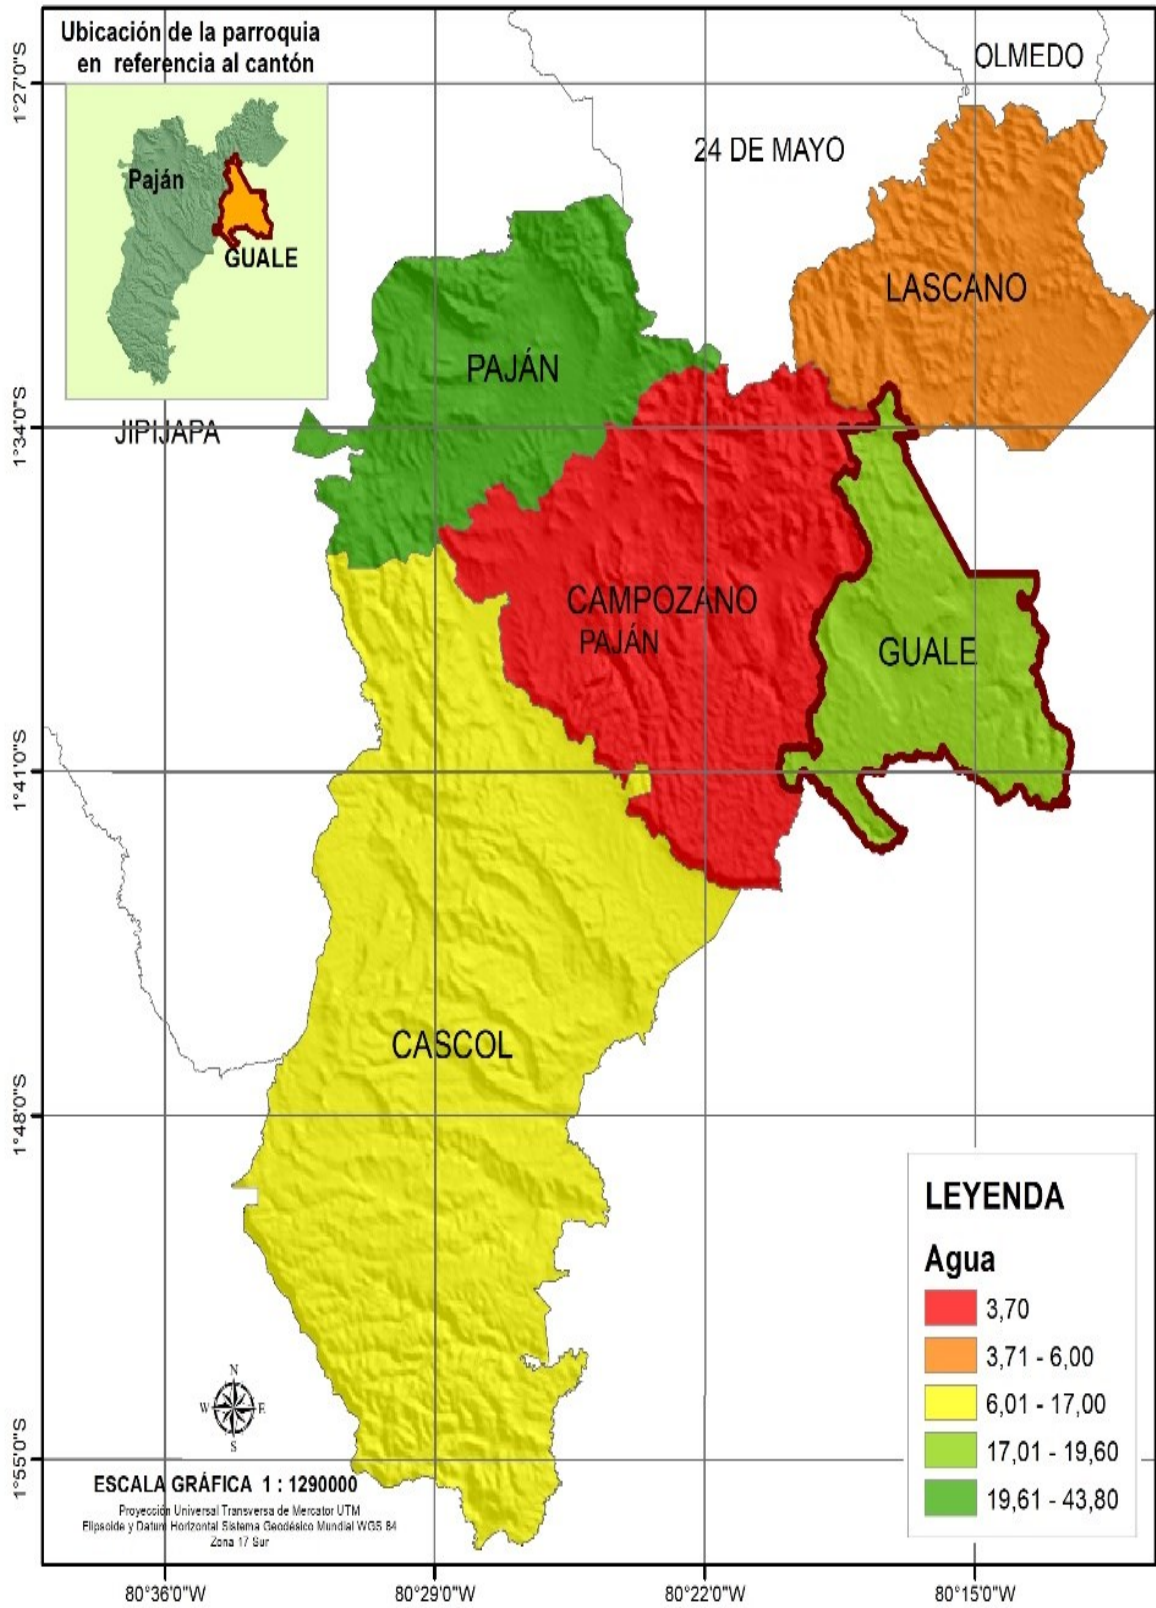 Ubicación de la parroquia
en referencia al cantón
Paján
GUALE
OLMEDO
24 DE MAYO
LASCANO
PAJÁN
JIPIJAPA
CAMPOZANO
PAJÁN
GUALE
CASCOL
LEYENDA
Agua
3,70
3,71 - 6,00
6,01 - 17,00
17,01 - 19,60
19,61 - 43,80
N
W E
S
ESCALA GRÁFICA 1 : 1290000
Proyección Universal Transversa de Mercator UTM
Elipsoide y Datum Horizontal Sistema Geodésico Mundial WGS 84
Zona 17 Sur
1°27'0"S
1°34'0"S
1°41'0"S
1°48'0"S
1°55'0"S
80°36'0"W
80°29'0"W
80°22'0"W
80°15'0"W